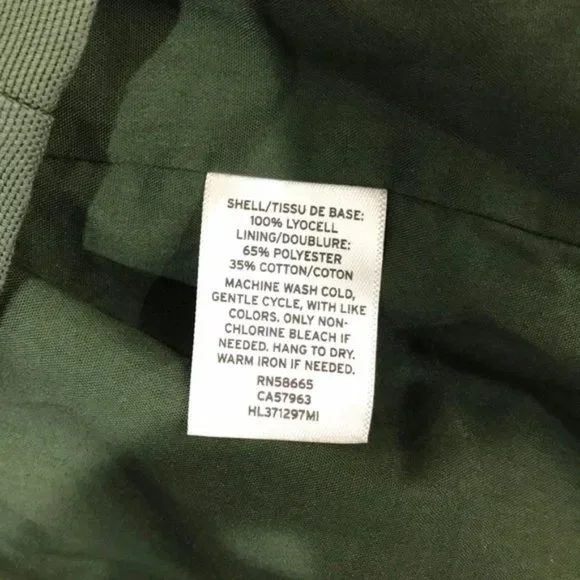 SHELL/TISSU DE BASE:
100% LYOCELL
LINING/DOUBLURE:
65% POLYESTER
35% COTTON/COTON
MACHINE WASH COLD,
GENTLE CYCLE, WITH LIKE
COLORS. ONLY NON-
CHLORINE BLEACH IF
NEEDED. HANG TO DRY.
WARM IRON IF NEEDED.
RN58665
CA57963
HL371297MI